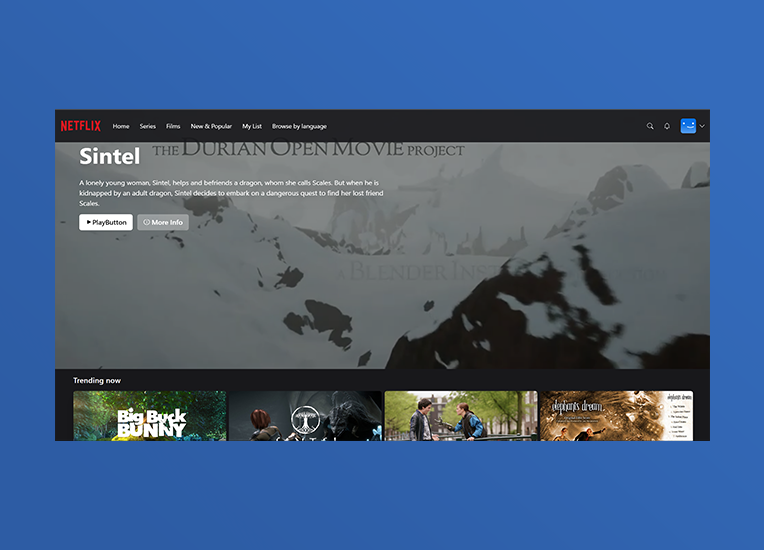 NETFLIX Home Series Films New & Popular My List Browse by language
THE DURIAN OPEN MOVIE PROJECT
Sintel
A lonely young woman, Sintel, helps and befriends a dragon, whom she calls Scales. But when he is
kidnapped by an adult dragon, Sintel decides to embark on a dangerous quest to find her lost friend
Scales.
PlayButton More Info
A BLENDER
Trending now
Big Buck
BUNNY
elephants dream
elephants dream